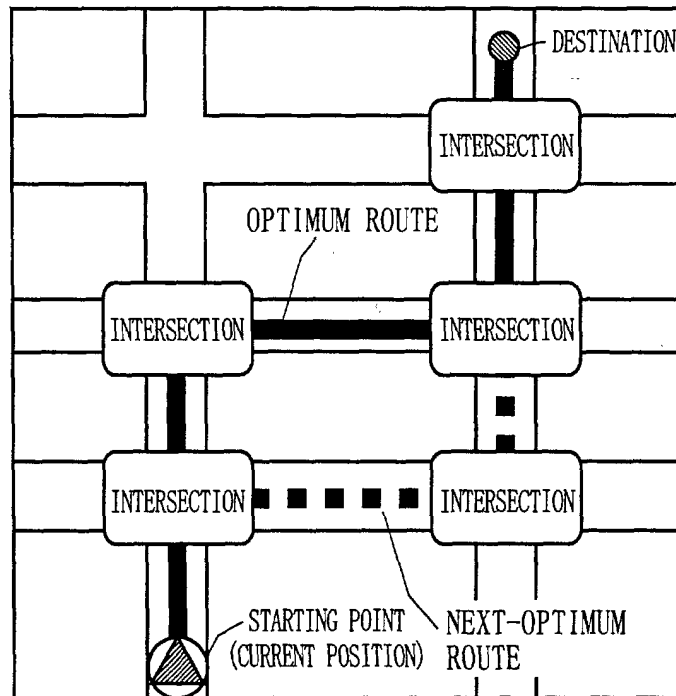 DESTINATION
INTERSECTION
OPTIMUM ROUTE
INTERSECTION
INTERSECTION
INTERSECTION
INTERSECTION
STARTING POINT
(CURRENT POSITION)
NEXT-OPTIMUM
ROUTE